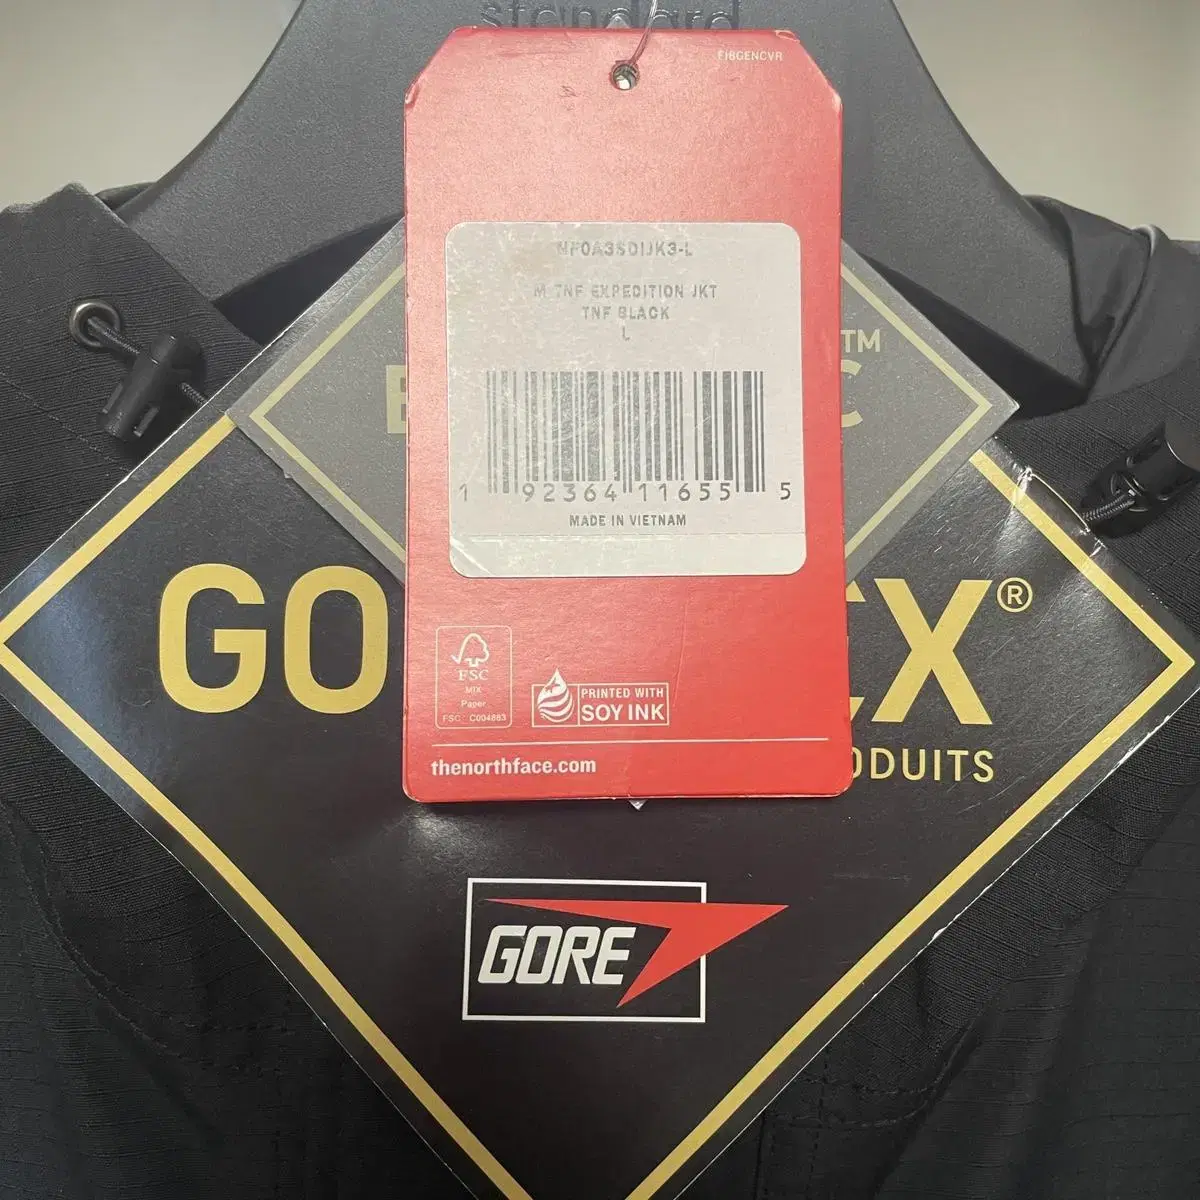 standard
F18GENCVR
NF0A3SDIJK3-L
M TNF EXPEDITION JKT
TNF BLACK
L
1 92364 11655 5
MADE IN VIETNAM
TM
GO EX®
ODUITS
FSC
MIX
Paper
FSC C004883
PRINTED WITH
SOY INK
thenorthface.com
GORE